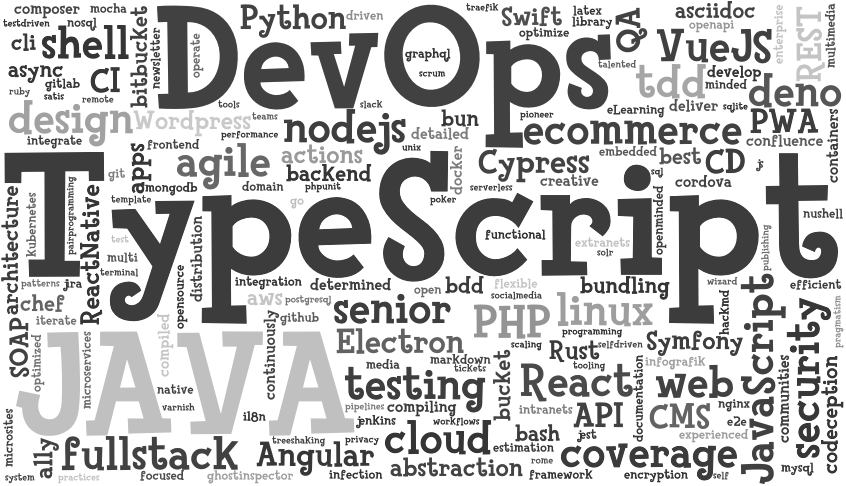 composer
mocha
Python
driven
traefik
Swift
latex
library
QA
asciidoc
openapi
enterprise
REST
multimedia
testdriven
nosql
cli
shell
bitbucket
newsletter
DevOps
operate
graphql
scrum
optimize
talented
VueJS
async
gitlab
CI
ruby
satis
remote
tdd
develop
minded
deno
design
Wordpress
tools
teams
slack
nodejs
bun
detailed
pioneer
eLearning
deliver
sqlite
PWA
containers
integrate
frontend
performance
unix
ecommerce
confluence
apps
agile
actions
backend
docker
Cypress
embedded
best
CD
js
git
mongodb
domain
phpunit
serverless
creative
sql
cordova
template
go
poker
TypeScript
architecture
kubernetes
pairprogramming
ReactNative
test
multi
terminal
opensource
distribution
functional
extranets
solr
openminded
publishing
nushell
patterns
jra
integration
determined
open
bdd
flexible
socialmedia
bundling
wizard
efficient
chef
aws
postgresql
iterate
github
senior
PHP
linux
programming
hackmd
pragmatism
SOAP
optimized
microservices
compiled
continuously
Electron
scaling
Rust
selfdriven
tooling
Symfony
infografik
JAVA
media
markdown
tickets
bucket
JavaScript
security
communities
native
varnish
testing
React
documentation
web
nginx
i18n
pipelines
compiling
intranets
API
CMS
e2e
experienced
codeception
microsites
jenkins
workflows
bash
jest
a11y
fullstack
treeshaking
privacy
Angular
cloud
estimation
coverage
system
practices
focused
ghostinspector
infection
abstraction
rome
framework
encryption
self
mysql